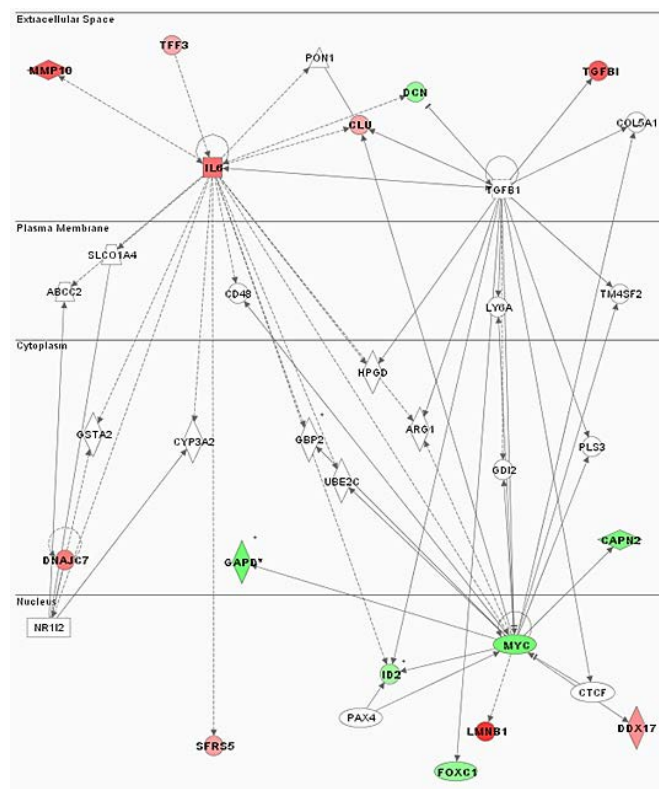 Extracellular Space
TFF3
PON1
MMP10
TGFBI
DCN
CLU
COL5A1
IL6
TGFB1
Plasma Membrane
SLCO1A4
ABCC2
CD48
LY6A
TM4SF2
Cytoplasm
HPGD
GSTA2
CYP3A2
GBP2
*
ARG1
PLS3
UBE2C
GDI2
DNAJC7
GAPD*
*
CAPN2
Nucleus
NR1I2
MYC
ID2
*
CTCF
PAX4
LMNB1
DDX17
SFRS5
FOXC1